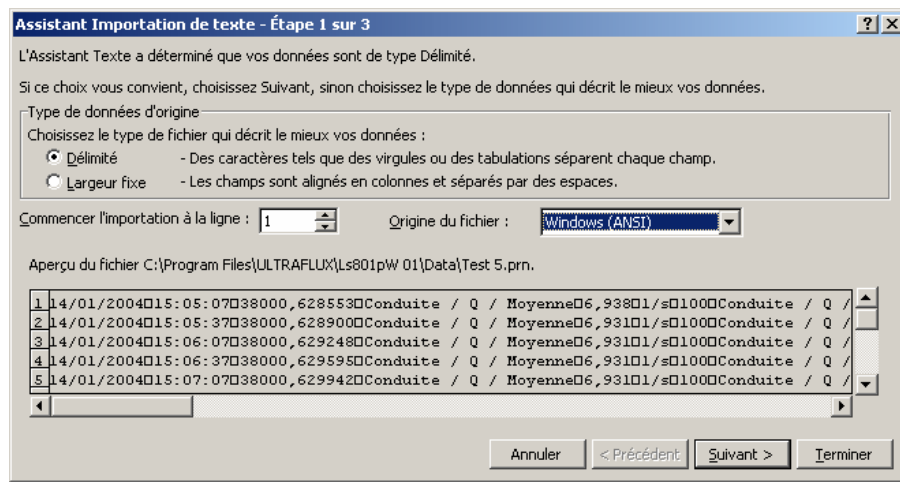 Assistant Importation de texte - Étape 1 sur 3
L'Assistant Texte a déterminé que vos données sont de type Délimité.
Si ce choix vous convient, choisissez Suivant, sinon choisissez le type de données qui décrit le mieux vos données.
Type de données d'origine
Choisissez le type de fichier qui décrit le mieux vos données :
Délimité - Des caractères tels que des virgules ou des tabulations séparent chaque champ.
Largeur fixe - Les champs sont alignés en colonnes et séparés par des espaces.
Commencer l'importation à la ligne : 1 Origine du fichier : Windows (ANSI)
Aperçu du fichier C:\Program Files\ULTRAFLUX\Ls801pW 01\Data\Test 5.prn.
1 14/01/2004□15:05:07□38000,628553□Conduite / Q / Moyenne□6,938□l/s□100□Conduite / Q /
2 14/01/2004□15:05:37□38000,628900□Conduite / Q / Moyenne□6,931□l/s□100□Conduite / Q /
3 14/01/2004□15:06:07□38000,629248□Conduite / Q / Moyenne□6,931□l/s□100□Conduite / Q /
4 14/01/2004□15:06:37□38000,629595□Conduite / Q / Moyenne□6,931□l/s□100□Conduite / Q /
5 14/01/2004□15:07:07□38000,629942□Conduite / Q / Moyenne□6,931□l/s□100□Conduite / Q /
Annuler < Précédent Suivant > Terminer